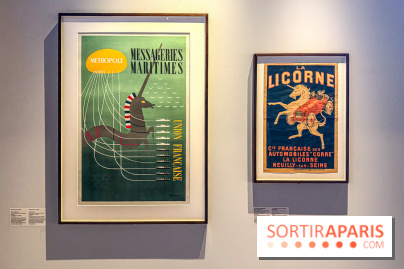 METROPOLE
MESSAGERIES
MARITIMES
UNION FRANÇAISE
LA
LICORNE
Cie FRANÇAISE DES
AUTOMOBILES "CORRE"
LA LICORNE
NEUILLY-SUR-SEINE
SORTIRAPARIS
.COM